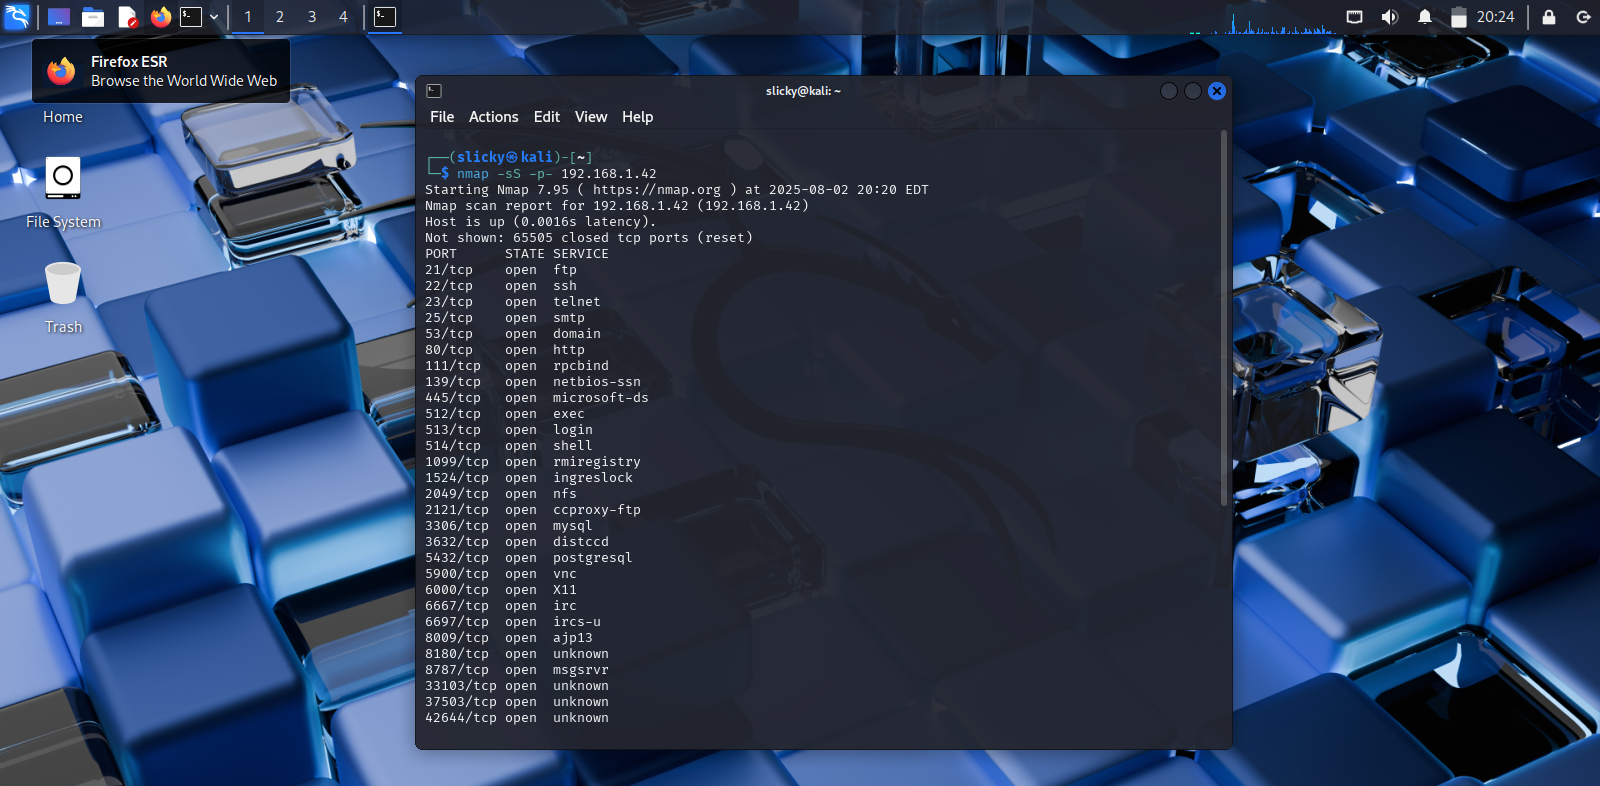 1 2 3 4
20:24
Firefox ESR
Browse the World Wide Web
Home
File System
Trash
slicky@kali: ~
File Actions Edit View Help
┌──(slicky㉿kali)-[~]
└─$ nmap -sS -p- 192.168.1.42
Starting Nmap 7.95 ( https://nmap.org ) at 2025-08-02 20:20 EDT
Nmap scan report for 192.168.1.42 (192.168.1.42)
Host is up (0.0016s latency).
Not shown: 65505 closed tcp ports (reset)
PORT      STATE SERVICE
21/tcp    open  ftp
22/tcp    open  ssh
23/tcp    open  telnet
25/tcp    open  smtp
53/tcp    open  domain
80/tcp    open  http
111/tcp   open  rpcbind
139/tcp   open  netbios-ssn
445/tcp   open  microsoft-ds
512/tcp   open  exec
513/tcp   open  login
514/tcp   open  shell
1099/tcp  open  rmiregistry
1524/tcp  open  ingreslock
2049/tcp  open  nfs
2121/tcp  open  ccproxy-ftp
3306/tcp  open  mysql
3632/tcp  open  distccd
5432/tcp  open  postgresql
5900/tcp  open  vnc
6000/tcp  open  X11
6667/tcp  open  irc
6697/tcp  open  ircs-u
8009/tcp  open  ajp13
8180/tcp  open  unknown
8787/tcp  open  msgsrvr
33103/tcp open  unknown
37503/tcp open  unknown
42644/tcp open  unknown